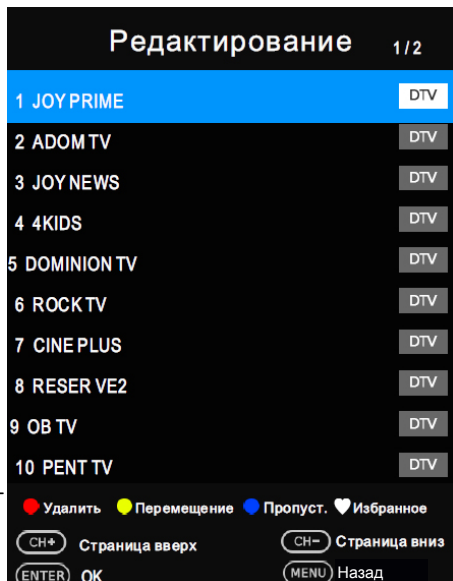 Редактирование 1/2
1 JOY PRIME DTV
2 ADOM TV DTV
3 JOY NEWS DTV
4 4KIDS DTV
5 DOMINION TV DTV
6 ROCK TV DTV
7 CINE PLUS DTV
8 RESER VE2 DTV
9 OB TV DTV
10 PENT TV DTV
Удалить Перемещение Пропуст. Избранное
CH+ Страница вверх CH- Страница вниз
ENTER OK MENU Назад